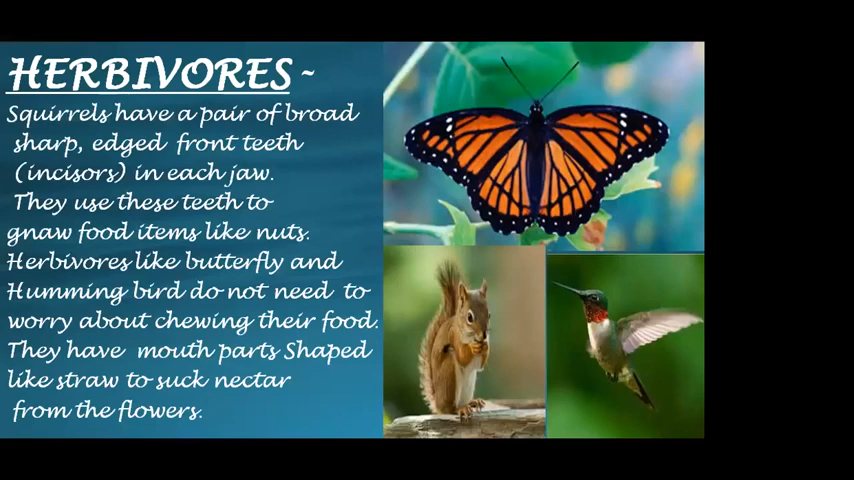 HERBIVORES -
Squirrels have a pair of broad
sharp, edged front teeth
(incisors) in each jaw.
They use these teeth to
gnaw food items like nuts.
Herbivores like butterfly and
Humming bird do not need to
worry about chewing their food.
They have mouth parts Shaped
like straw to suck nectar
from the flowers.